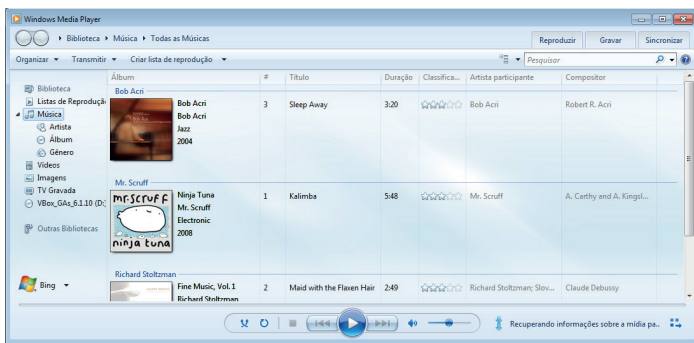 Windows Media Player
Biblioteca Música Todas as Músicas
Reproduzir Gravar Sincronizar
Organizar Transmitir Criar lista de reprodução Pesquisar
Álbum # Título Duração Classifica... Artista participante Compositor
Biblioteca
Listas de Reproduçã
Música
Artista
Álbum
Gênero
Vídeos
Imagens
TV Gravada
VBox_GAs_6.1.10 (D:)
Outras Bibliotecas
Bing
Bob Acri
Bob Acri 3 Sleep Away 3:20 Bob Acri Robert R. Acri
Bob Acri
Jazz
2004
Mr. Scruff
mr.scruff
ninja tuna
Ninja Tuna 1 Kalimba 5:48 Mr. Scruff A. Carthy and A. Kingsl...
Mr. Scruff
Electronic
2008
Richard Stoltzman
Fine Music, Vol. 1 2 Maid with the Flaxen Hair 2:49 Richard Stoltzman; Slov... Claude Debussy
Richard Stoltzman
Recuperando informações sobre a mídia pa..